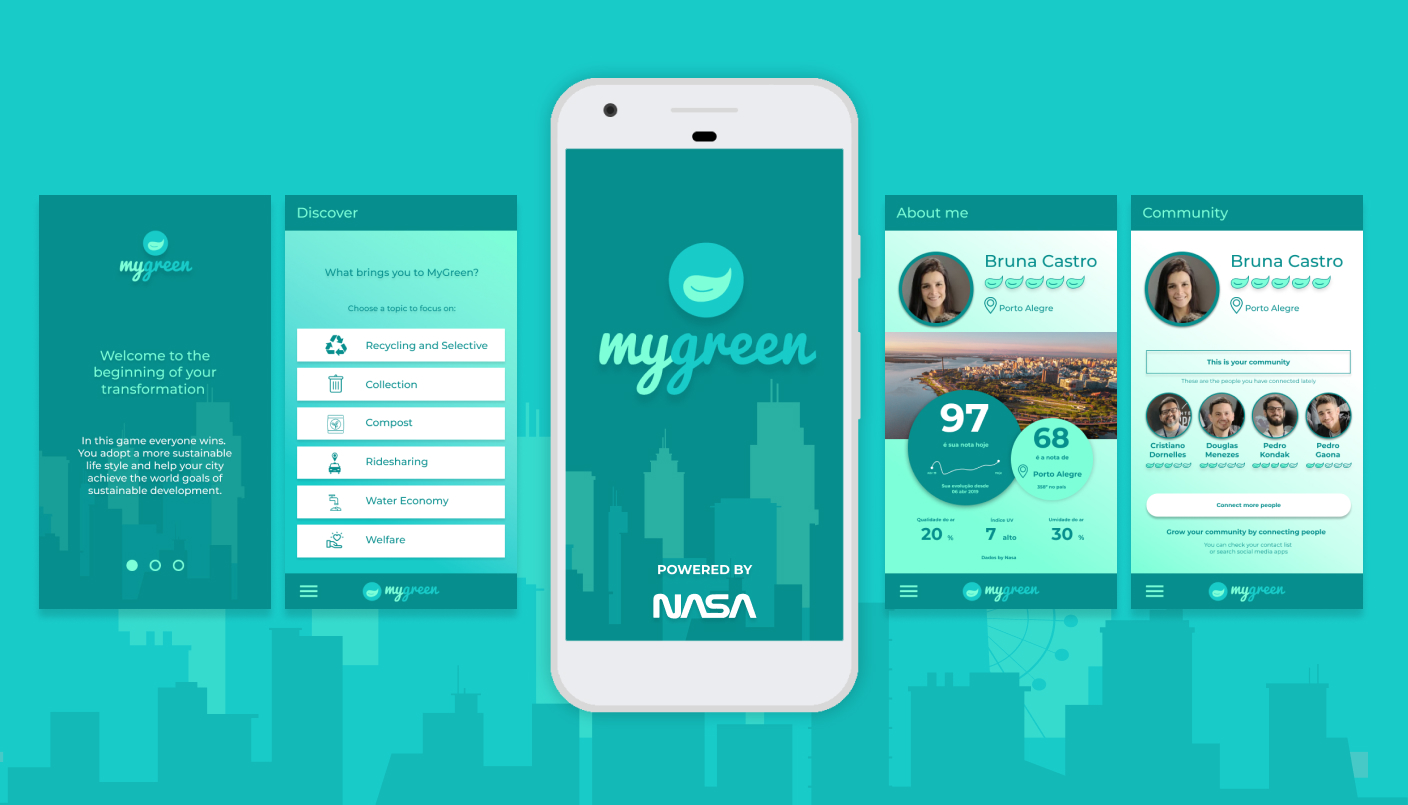 mygreen
Welcome to the
beginning of your
transformation
In this game everyone wins.
You adopt a more sustainable
life style and help your city
achieve the world goals of
sustainable development.
Discover
What brings you to MyGreen?
Choose a topic to focus on:
Recycling and Selective
Collection
Compost
Ridesharing
Water Economy
Welfare
mygreen
mygreen
POWERED BY
NASA
About me
Bruna Castro
Porto Alegre
97
é sua nota hoje
Sua evolução desde
06 abr 2019
68
é a nota de
Porto Alegre
358º no país
Qualidade do ar
20 %
Índice UV
7 alto
Umidade do ar
30 %
Dados by Nasa
mygreen
Community
Bruna Castro
Porto Alegre
This is your community
These are the people you have connected lately
Cristiano
Dornelles
Douglas
Menezes
Pedro
Kondak
Pedro
Gaona
Connect more people
Grow your community by connecting people
You can check your contact list
or search social media apps
mygreen